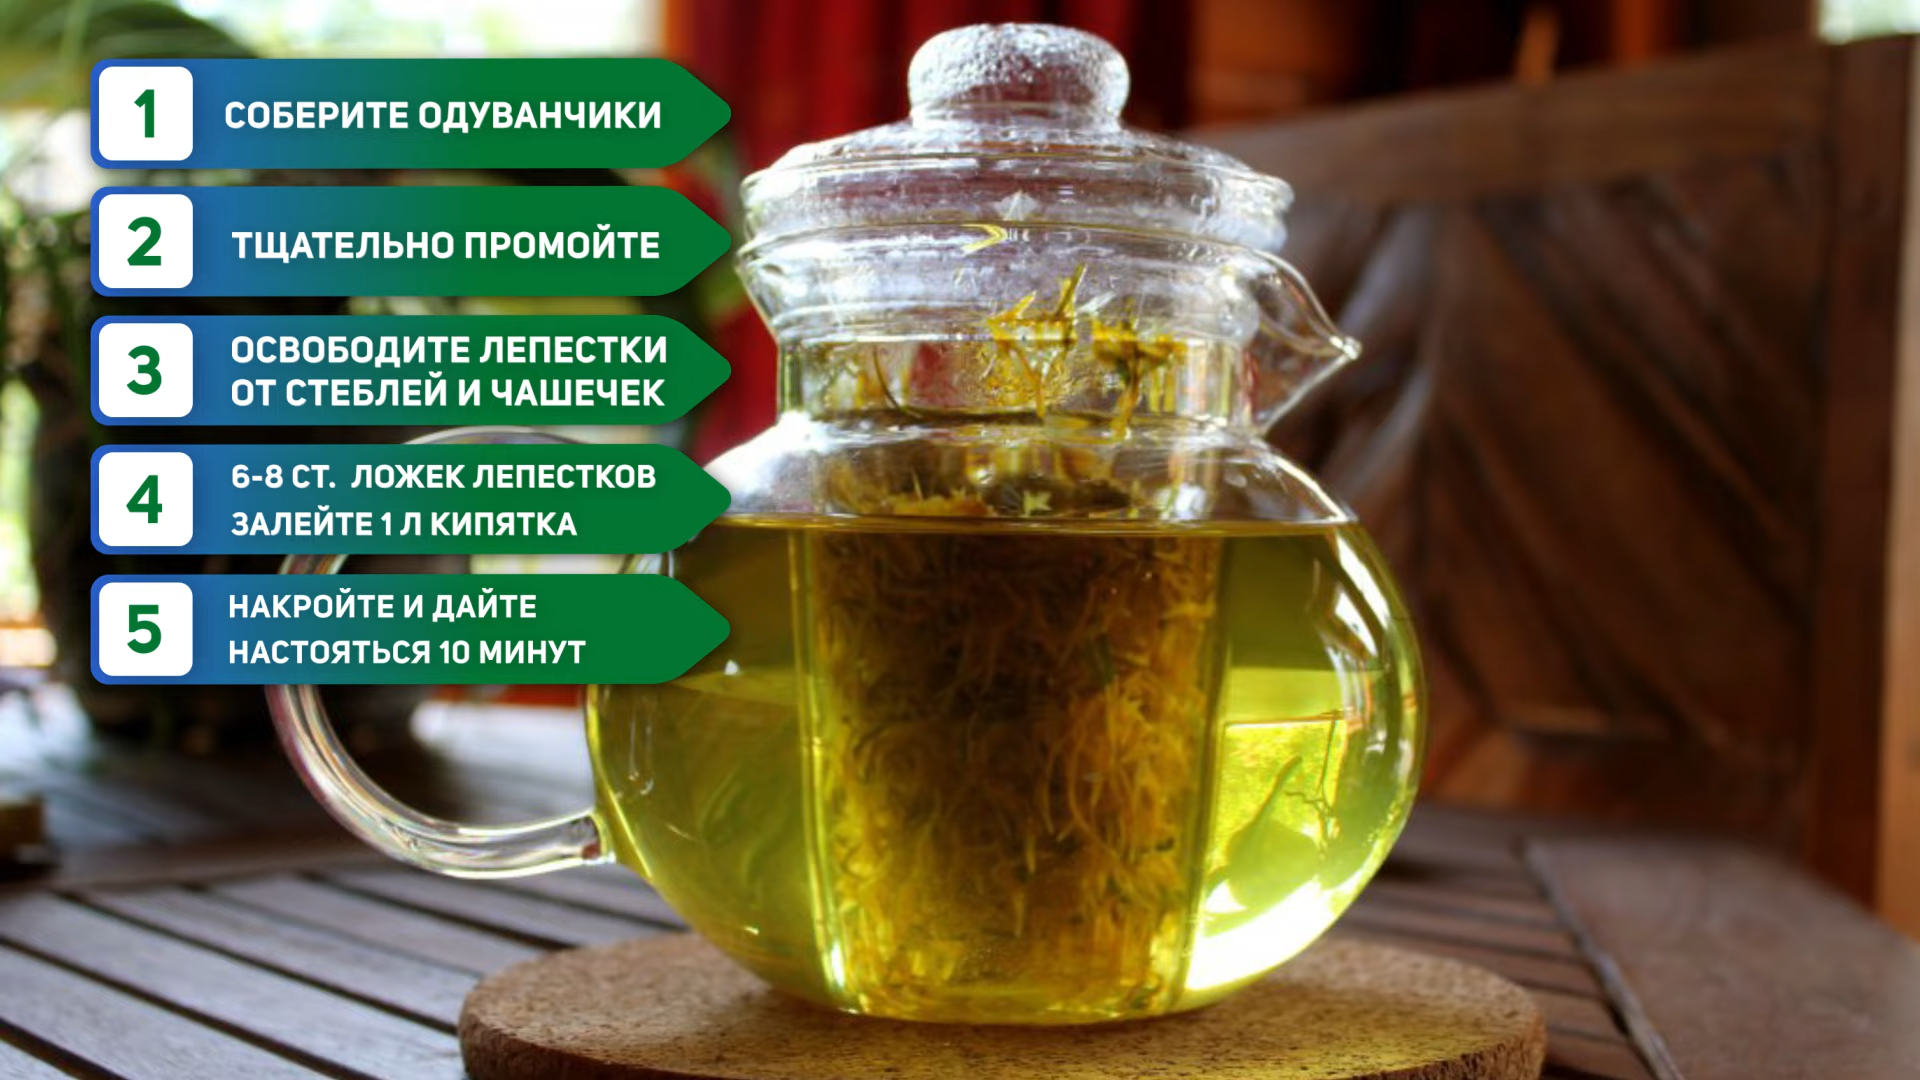 1
СОБЕРИТЕ ОДУВАНЧИКИ
2
ТЩАТЕЛЬНО ПРОМОЙТЕ
3
ОСВОБОДИТЕ ЛЕПЕСТКИ
ОТ СТЕБЛЕЙ И ЧАШЕЧЕК
4
6-8 СТ. ЛОЖЕК ЛЕПЕСТКОВ
ЗАЛЕЙТЕ 1 Л КИПЯТКА
5
НАКРОЙТЕ И ДАЙТЕ
НАСТОЯТЬСЯ 10 МИНУТ